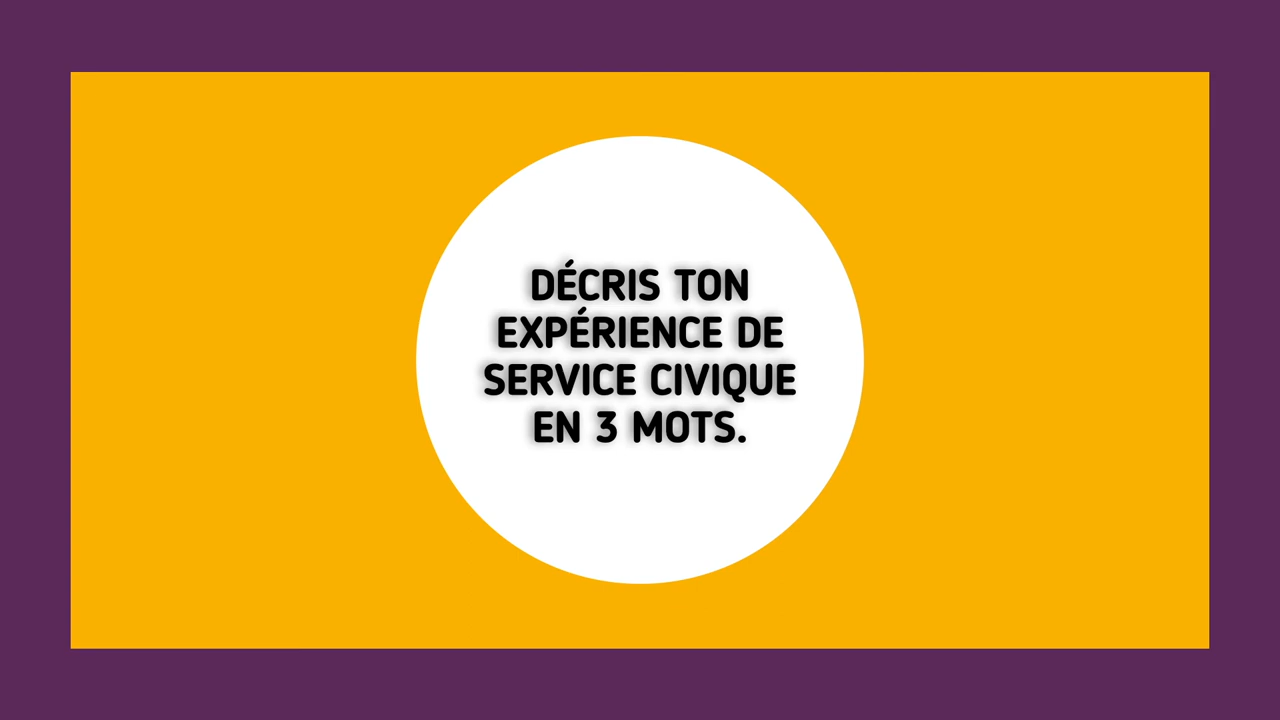 DÉCRIS TON
EXPÉRIENCE DE
SERVICE CIVIQUE
EN 3 MOTS.